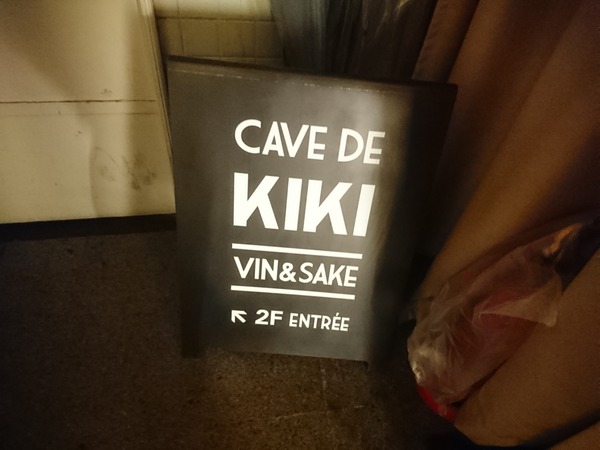 CAVE DE
KIKI
VIN&SAKE
↖ 2F ENTRÉE